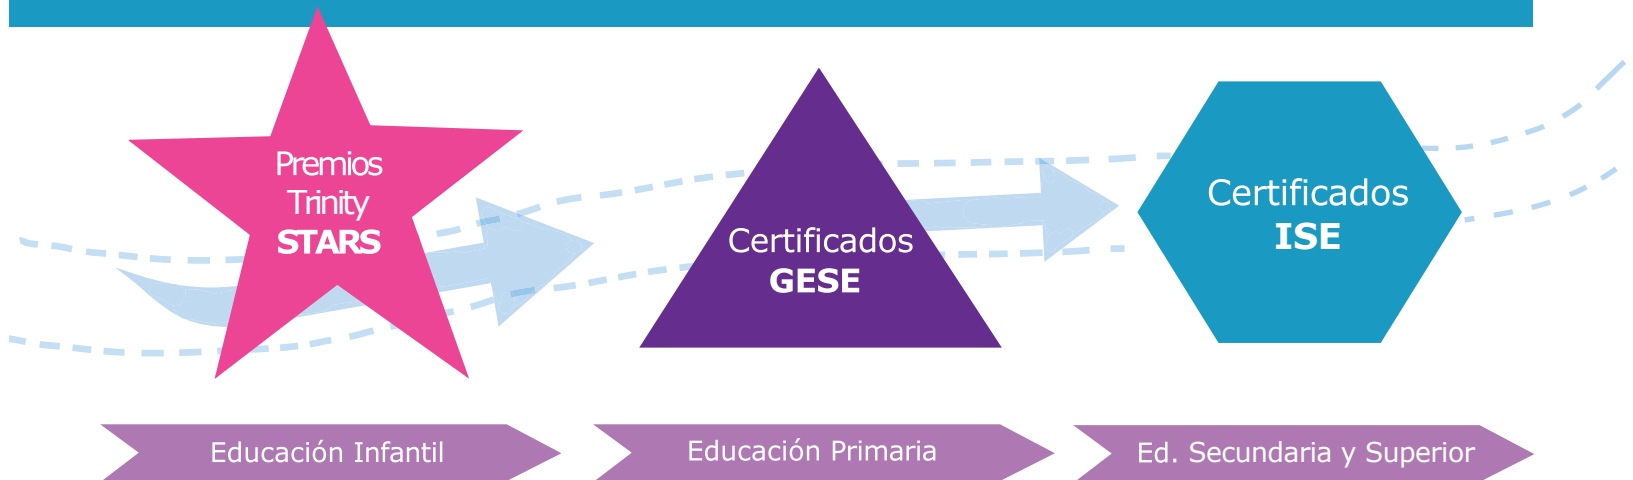 Premios
Trinity
STARS
Certificados
GESE
Certificados
ISE
Educación Infantil
Educación Primaria
Ed. Secundaria y Superior